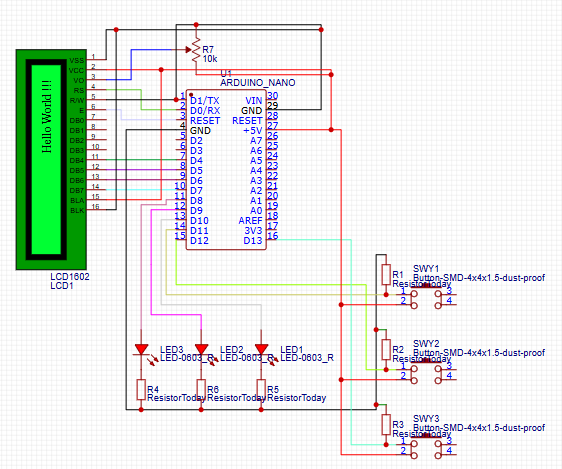 VSS
VCC
VO
RS
R/W
E
DB0
DB1
DB2
DB3
DB4
DB5
DB6
DB7
BLA
BLK
1
2
3
4
5
6
7
8
9
10
11
12
13
14
15
16
Hello World !!!
LCD1602
LCD1
R7
10k
U1
ARDUINO_NANO
1 D1/TX VIN 30
2 D0/RX GND 29
3 RESET RESET 28
4 GND +5V 27
5 D2 A7 26
6 D3 A6 25
7 D4 A5 24
8 D5 A4 23
9 D6 A3 22
10 D7 A2 21
11 D8 A1 20
12 D9 A0 19
13 D10 AREF 18
14 D11 3V3 17
15 D12 D13 16
R1
ResistorToday
SWY1
Button-SMD-4x4x1.5-dust-proof
1 3
2 4
R2
ResistorToday
SWY2
Button-SMD-4x4x1.5-dust-proof
1 3
2 4
R3
ResistorToday
SWY3
Button-SMD-4x4x1.5-dust-proof
1 3
2 4
LED3
LED-0603_R
LED2
LED-0603_R
LED1
LED-0603_R
R4
ResistorToday
R6
ResistorToday
R5
ResistorToday